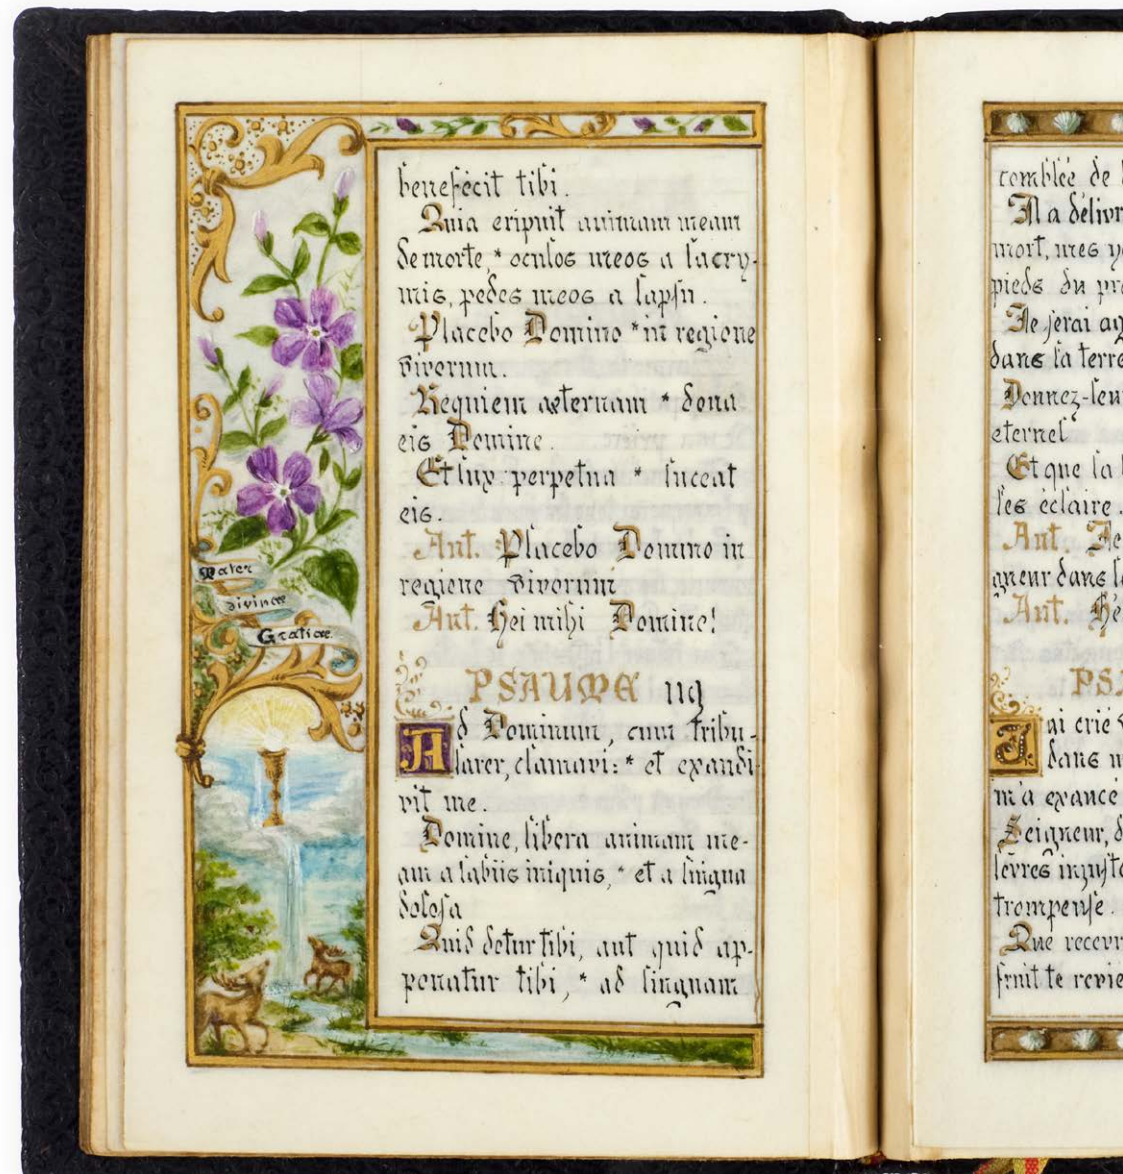 benefecit tibi.
Quia eripuit animam meam
de morte, * oculos meos a lacry-
mis, pedes meos a lapsu.
Placebo Domino * in regione
vivorum.
Requiem æternam * dona
eis Domine.
Et lux perpetua * luceat
eis.
Ant. Placebo Domino in
regione vivorum
Ant. Hei mihi Domine!
PSAUME 119
Ad Dominum, cum tribu-
larer, clamavi: * et exaudi-
vit me.
Domine, libera animam me-
am a labiis iniquis, * et a lingua
dolosa
Quid detur tibi, aut quid ap-
ponatur tibi, * ad linguam
Pater
divinæ
Gratiæ
comblée de
Il a délivr
mort, mes y
pieds du pr
Je serai ag
dans la terre
Donnez-leur
eternel
Et que la l
les éclaire.
Ant. Je
gneur dans l
Ant. Hé
PSA
J'ai crié
dans m
m'a exaucé
Seigneur, d
lèvres injuste
trompeuse.
Que recevr
fruit te revie